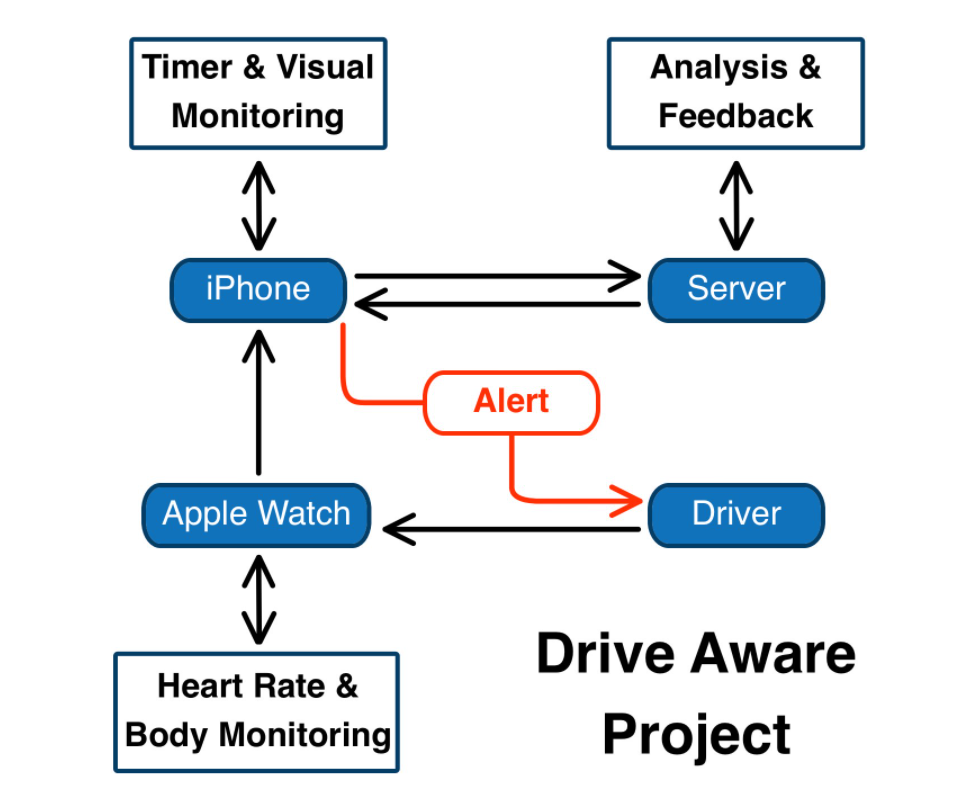 Timer & Visual
Monitoring
Analysis &
Feedback
iPhone
Server
Alert
Apple Watch
Driver
Heart Rate &
Body Monitoring
Drive Aware
Project